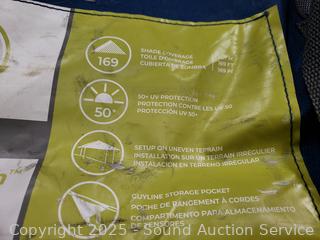 169
SHADE COVERAGE
TOILE D'OMBRAGE
CUBIERTA DE SOMBRA
50+
50+ UV PROTECTION
PROTECTION CONTRE LES UV 50
PROTECCIÓN UV 50+
SETUP ON UNEVEN TERRAIN
INSTALLATION SUR UN TERRAIN IRRÉGULIER
INSTALACIÓN EN TERRENO IRREGULAR
GUYLINE STORAGE POCKET
POCHE DE RANGEMENT À CORDES
COMPARTIMENTO PARA ALMACENAMIENTO
DE TENSORES
Copyright 2025 - Sound Auction Service